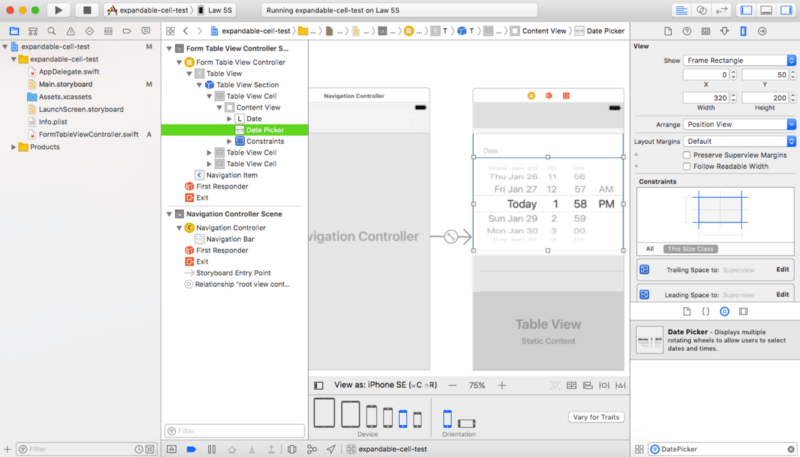 expandable-cell-test
Law 5S
Running expandable-cell-test on Law 5S
expandable-cell-test M
expandable-cell-test
AppDelegate.swift
Main.storyboard M
Assets.xcassets
LaunchScreen.storyboard
Info.plist
FormTableViewController.swift A
Products
Filter
expandable-cell-test
T
T
Content View
Date Picker
Form Table View Controller S...
Form Table View Controller
Table View
Table View Section
Table View Cell
Content View
L Date
Date Picker
Constraints
Table View Cell
Table View Cell
Navigation Item
First Responder
Exit
Navigation Controller Scene
Navigation Controller
Navigation Bar
First Responder
Exit
Storyboard Entry Point
Relationship "root view cont...
Filter
Navigation Controller
vigation Controller
Date
Wed Jan 25 10 55
Thu Jan 26 11 56
Fri Jan 27 12 57 AM
Today 1 58 PM
Sun Jan 29 2 59
Mon Jan 30 3 00
Table View
Static Content
View as: iPhone SE (wC hR)
75%
Device
Orientation
Vary for Traits
expandable-cell-test
View
Show Frame Rectangle
0 50
X Y
320 200
Width Height
Arrange Position View
Layout Margins Default
Preserve Superview Margins
Follow Readable Width
Constraints
All This Size Class
Trailing Space to: Superview Edit
Leading Space to: Superview Edit
Date Picker - Displays multiple
rotating wheels to allow users to select
dates and times.
DatePicker